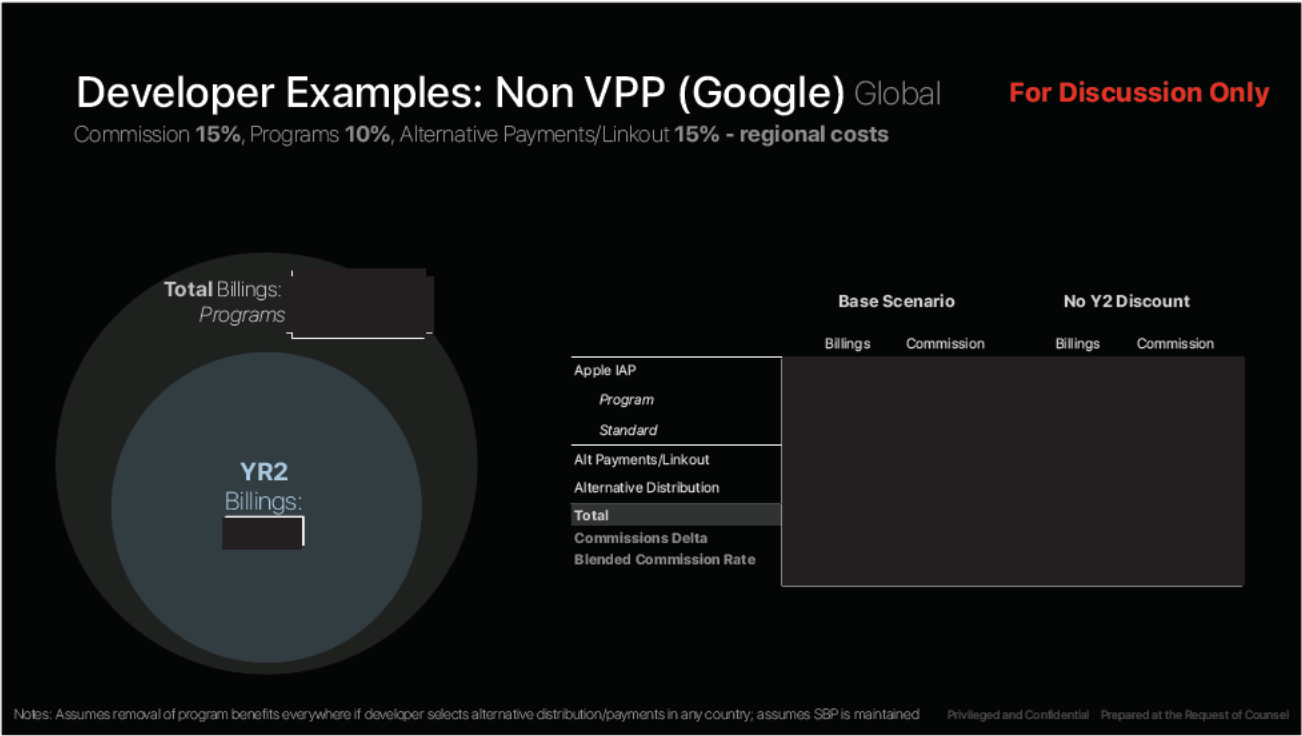 Developer Examples: Non VPP (Google) Global
For Discussion Only
Commission 15%, Programs 10%, Alternative Payments/Linkout 15% - regional costs
Total Billings:
Programs
YR2
Billings:
Base Scenario No Y2 Discount
Billings Commission Billings Commission
Apple IAP
Program
Standard
Alt Payments/Linkout
Alternative Distribution
Total
Commissions Delta
Blended Commission Rate
Notes: Assumes removal of program benefits everywhere if developer selects alternative distribution/payments in any country; assumes SBP is maintained
Privileged and Confidential Prepared at the Request of Counsel